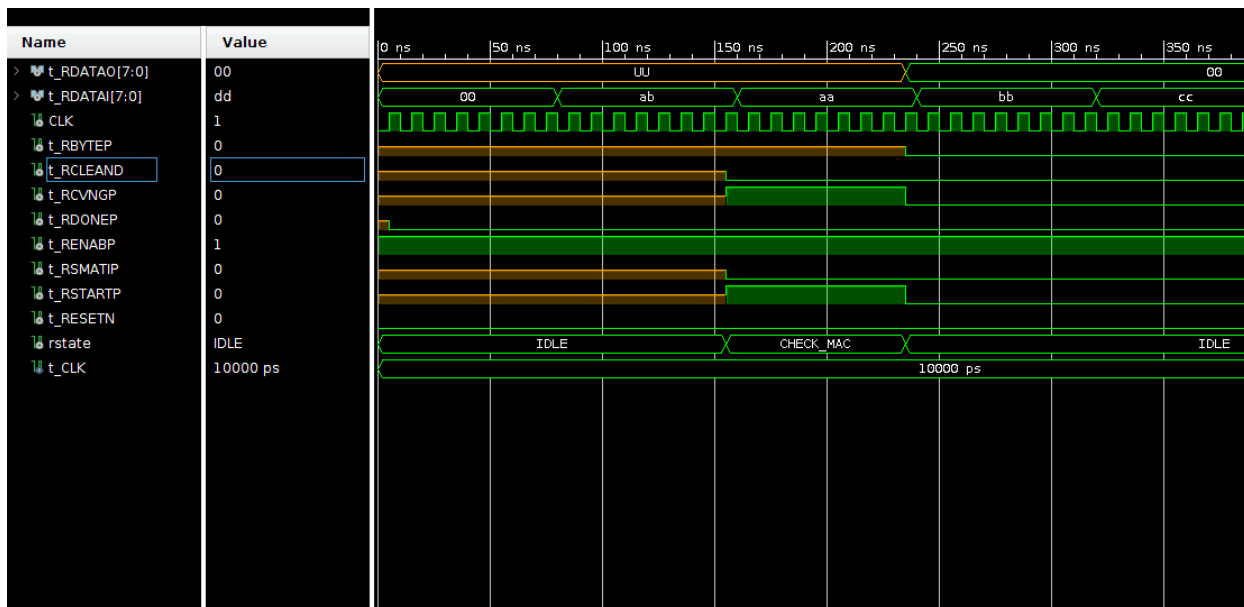 Name Value
0 ns 50 ns 100 ns 150 ns 200 ns 250 ns 300 ns 350 ns
t_RDATAO[7:0] 00 UU 00
t_RDATAI[7:0] dd 00 ab aa bb cc
CLK 1
t_RBYTEP 0
t_RCLEAND 0
t_RCVNGP 0
t_RDONEP 0
t_RENABP 1
t_RSMATIP 0
t_RSTARTP 0
t_RESETN 0
rstate IDLE IDLE CHECK_MAC IDLE
t_CLK 10000 ps 10000 ps